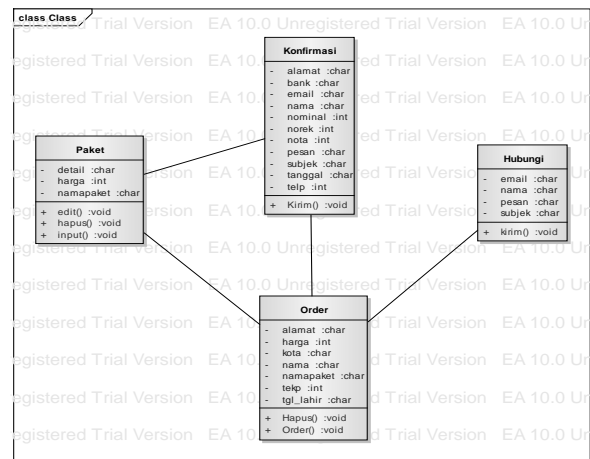 class Class
Konfirmasi
- alamat :char
- bank :char
- email :char
- nama :char
- nominal :int
- norek :int
- nota :int
- pesan :char
- subjek :char
- tanggal :char
- telp :int
+ Kirim() :void
Paket
- detail :char
- harga :int
- namapaket :char
+ edit() :void
+ hapus() :void
+ input() :void
Hubungi
- email :char
- nama :char
- pesan :char
- subjek :char
+ kirim() :void
Order
- alamat :char
- harga :int
- kota :char
- nama :char
- namapaket :char
- tekp :int
- tgl_lahir :char
+ Hapus() :void
+ Order() :void
EA 10.0 Unregistered Trial Version